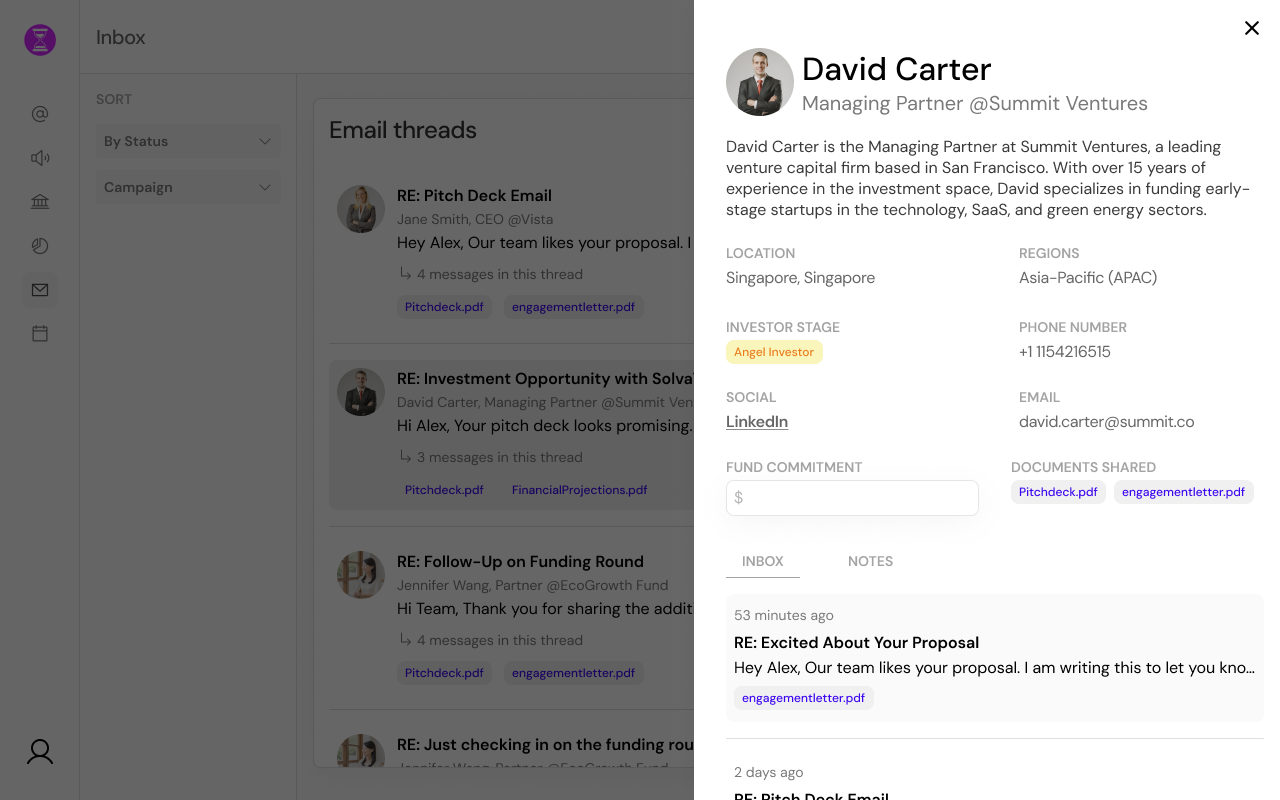 Inbox
SORT
By Status
Campaign
Email threads
RE: Pitch Deck Email
Jane Smith, CEO @Vista
Hey Alex, Our team likes your proposal. I
4 messages in this thread
Pitchdeck.pdf engagementletter.pdf
RE: Investment Opportunity with Solva
David Carter, Managing Partner @Summit Ven
Hi Alex, Your pitch deck looks promising.
3 messages in this thread
Pitchdeck.pdf FinancialProjections.pdf
RE: Follow-Up on Funding Round
Jennifer Wang, Partner @EcoGrowth Fund
Hi Team, Thank you for sharing the addit
4 messages in this thread
Pitchdeck.pdf engagementletter.pdf
RE: Just checking in on the funding rou
Jennifer Wang, Partner @EcoGrowth Fund
David Carter
Managing Partner @Summit Ventures
David Carter is the Managing Partner at Summit Ventures, a leading
venture capital firm based in San Francisco. With over 15 years of
experience in the investment space, David specializes in funding early-
stage startups in the technology, SaaS, and green energy sectors.
LOCATION
Singapore, Singapore
REGIONS
Asia-Pacific (APAC)
INVESTOR STAGE
Angel Investor
PHONE NUMBER
+1 1154216515
SOCIAL
LinkedIn
EMAIL
david.carter@summit.co
FUND COMMITMENT
$
DOCUMENTS SHARED
Pitchdeck.pdf engagementletter.pdf
INBOX NOTES
53 minutes ago
RE: Excited About Your Proposal
Hey Alex, Our team likes your proposal. I am writing this to let you kno...
engagementletter.pdf
2 days ago
RE: Pitch Deck Email